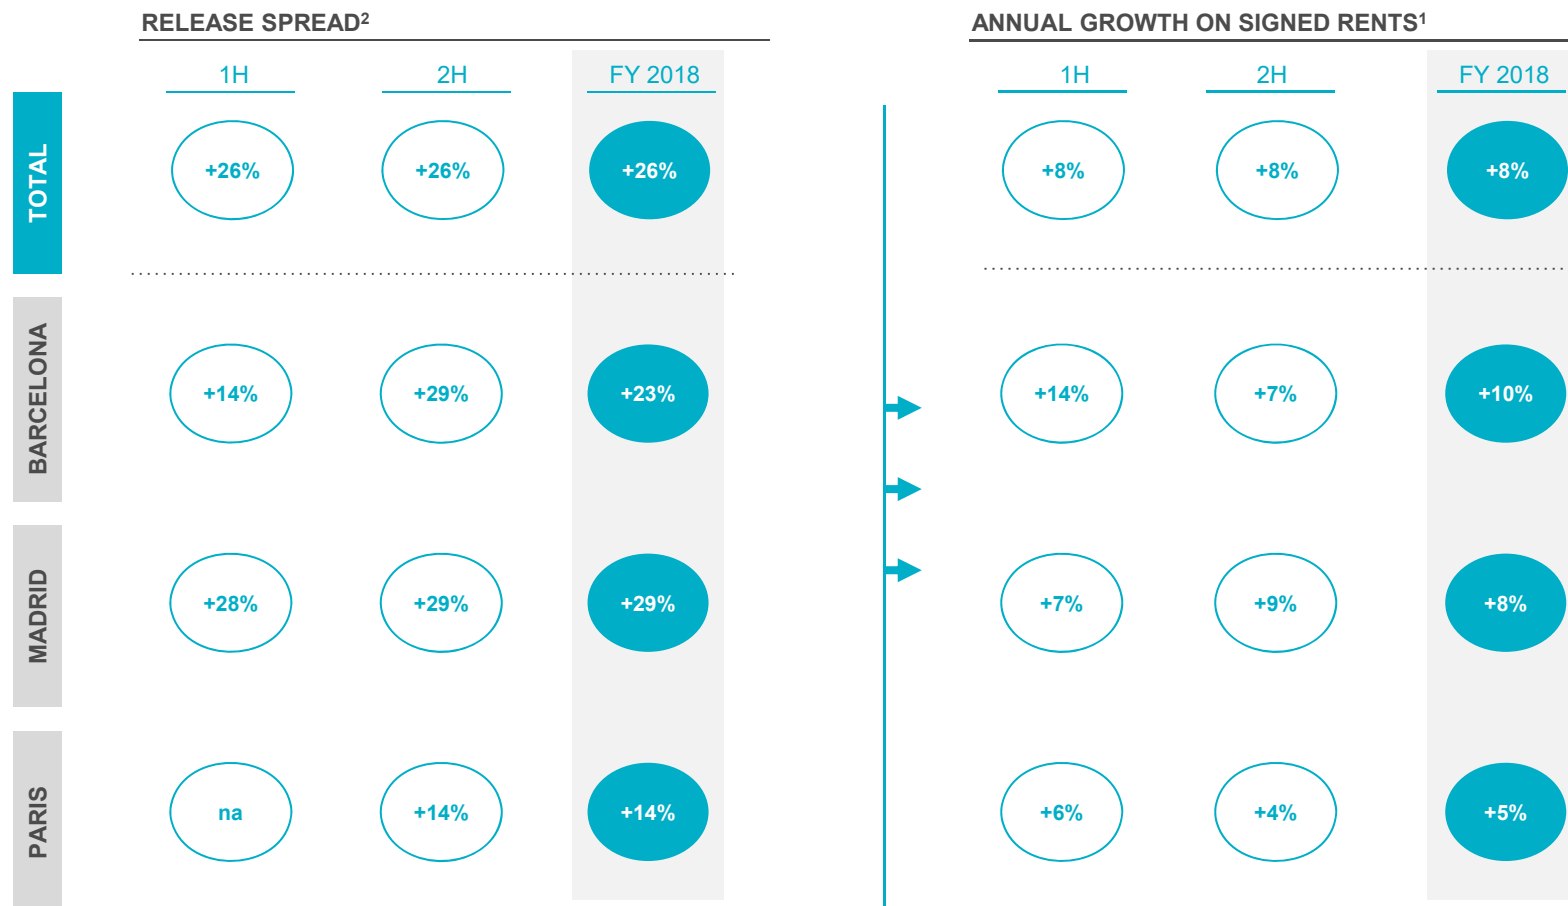 RELEASE SPREAD²
ANNUAL GROWTH ON SIGNED RENTS¹
1H 2H FY 2018
1H 2H FY 2018
TOTAL
+26% +26% +26%
+8% +8% +8%
BARCELONA
+14% +29% +23%
+14% +7% +10%
MADRID
+28% +29% +29%
+7% +9% +8%
PARIS
na +14% +14%
+6% +4% +5%